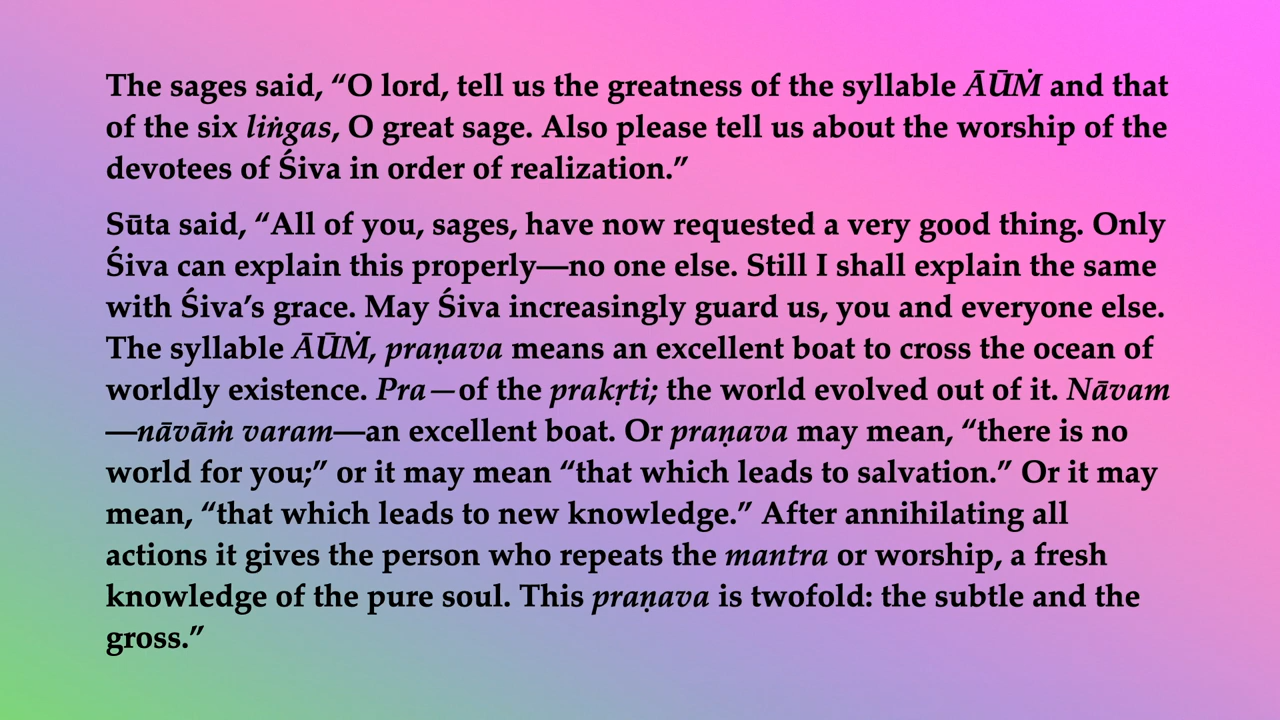 The sages said, “O lord, tell us the greatness of the syllable ĀŪṀ and that
of the six liṅgas, O great sage. Also please tell us about the worship of the
devotees of Śiva in order of realization.”
Sūta said, “All of you, sages, have now requested a very good thing. Only
Śiva can explain this properly—no one else. Still I shall explain the same
with Śiva’s grace. May Śiva increasingly guard us, you and everyone else.
The syllable ĀŪṀ, praṇava means an excellent boat to cross the ocean of
worldly existence. Pra—of the prakṛti; the world evolved out of it. Nāvam
—nāvāṁ varam—an excellent boat. Or praṇava may mean, “there is no
world for you;” or it may mean “that which leads to salvation.” Or it may
mean, “that which leads to new knowledge.” After annihilating all
actions it gives the person who repeats the mantra or worship, a fresh
knowledge of the pure soul. This praṇava is twofold: the subtle and the
gross.”